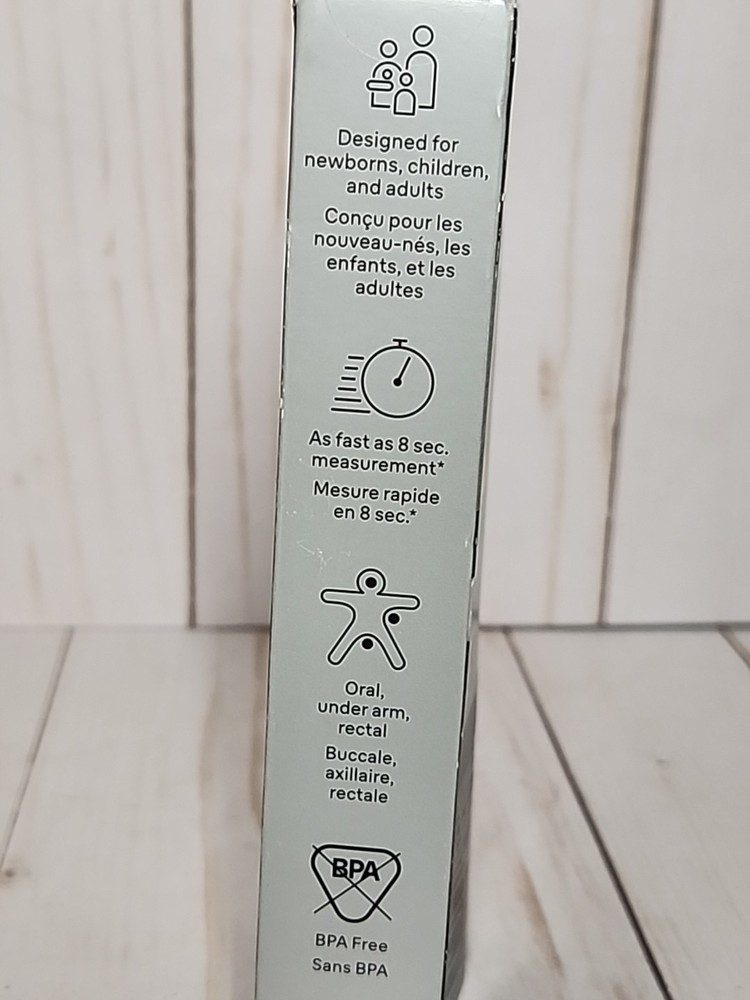 Designed for
newborns, children,
and adults
Conçu pour les
nouveau-nés, les
enfants, et les
adultes
As fast as 8 sec.
measurement*
Mesure rapide
en 8 sec.*
Oral,
under arm,
rectal
Buccale,
axillaire,
rectale
BPA
BPA Free
Sans BPA